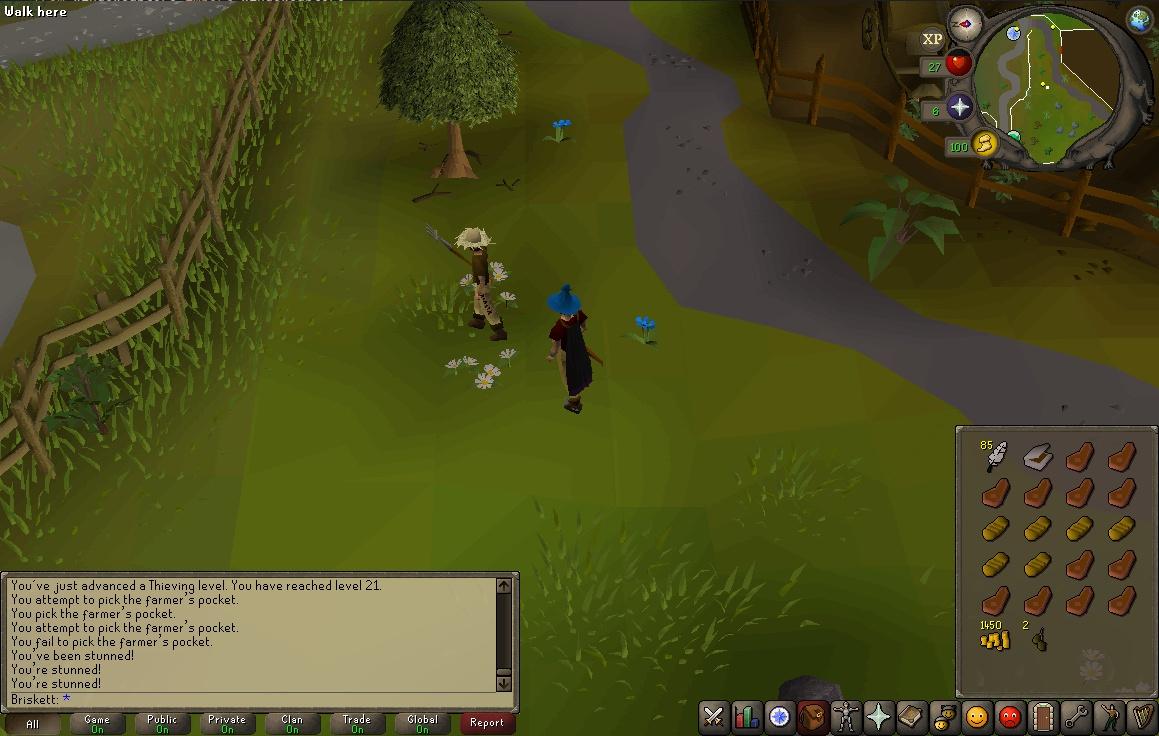 Walk here
XP
27
6
100
85
1450
2
You've just advanced a Thieving level. You have reached level 21.
You attempt to pick the farmer's pocket.
You pick the farmer's pocket.
You attempt to pick the farmer's pocket.
You fail to pick the farmer's pocket.
You've been stunned!
You're stunned!
You're stunned!
Briskett: *
All
Game
On
Public
On
Private
On
Clan
On
Trade
On
Global
On
Report